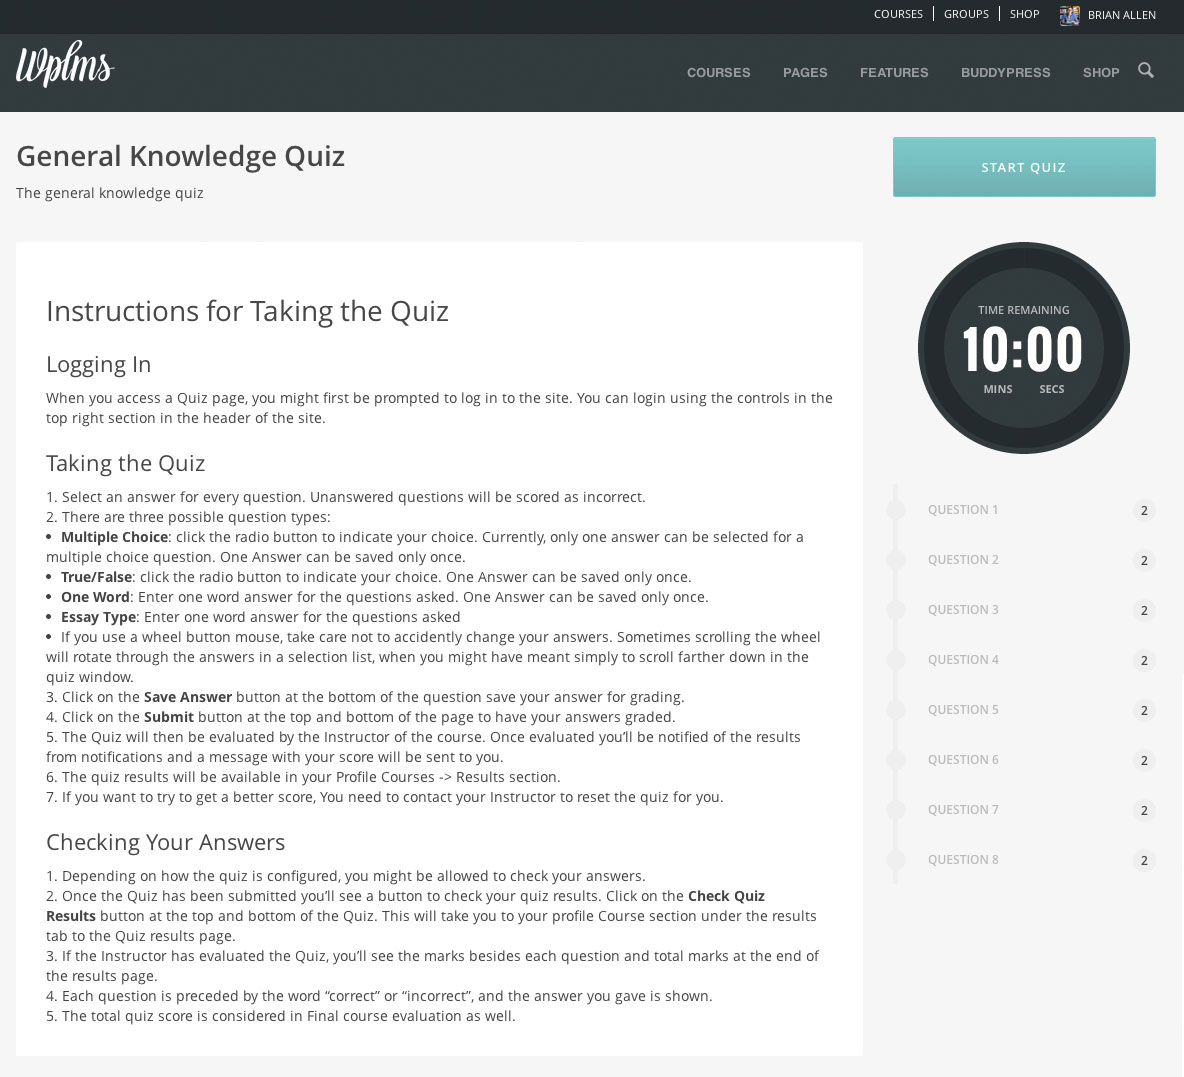 COURSES GROUPS SHOP BRIAN ALLEN
Wplms
COURSES PAGES FEATURES BUDDYPRESS SHOP
General Knowledge Quiz
The general knowledge quiz
START QUIZ
Instructions for Taking the Quiz
Logging In
When you access a Quiz page, you might first be prompted to log in to the site. You can login using the controls in the
top right section in the header of the site.
Taking the Quiz
1. Select an answer for every question. Unanswered questions will be scored as incorrect.
2. There are three possible question types:
• Multiple Choice: click the radio button to indicate your choice. Currently, only one answer can be selected for a
multiple choice question. One Answer can be saved only once.
• True/False: click the radio button to indicate your choice. One Answer can be saved only once.
• One Word: Enter one word answer for the questions asked. One Answer can be saved only once.
• Essay Type: Enter one word answer for the questions asked
• If you use a wheel button mouse, take care not to accidently change your answers. Sometimes scrolling the wheel
will rotate through the answers in a selection list, when you might have meant simply to scroll farther down in the
quiz window.
3. Click on the Save Answer button at the bottom of the question save your answer for grading.
4. Click on the Submit button at the top and bottom of the page to have your answers graded.
5. The Quiz will then be evaluated by the Instructor of the course. Once evaluated you’ll be notified of the results
from notifications and a message with your score will be sent to you.
6. The quiz results will be available in your Profile Courses -> Results section.
7. If you want to try to get a better score, You need to contact your Instructor to reset the quiz for you.
Checking Your Answers
1. Depending on how the quiz is configured, you might be allowed to check your answers.
2. Once the Quiz has been submitted you’ll see a button to check your quiz results. Click on the Check Quiz
Results button at the top and bottom of the Quiz. This will take you to your profile Course section under the results
tab to the Quiz results page.
3. If the Instructor has evaluated the Quiz, you’ll see the marks besides each question and total marks at the end of
the results page.
4. Each question is preceded by the word “correct” or “incorrect”, and the answer you gave is shown.
5. The total quiz score is considered in Final course evaluation as well.
TIME REMAINING
10:00
MINS SECS
QUESTION 1 2
QUESTION 2 2
QUESTION 3 2
QUESTION 4 2
QUESTION 5 2
QUESTION 6 2
QUESTION 7 2
QUESTION 8 2